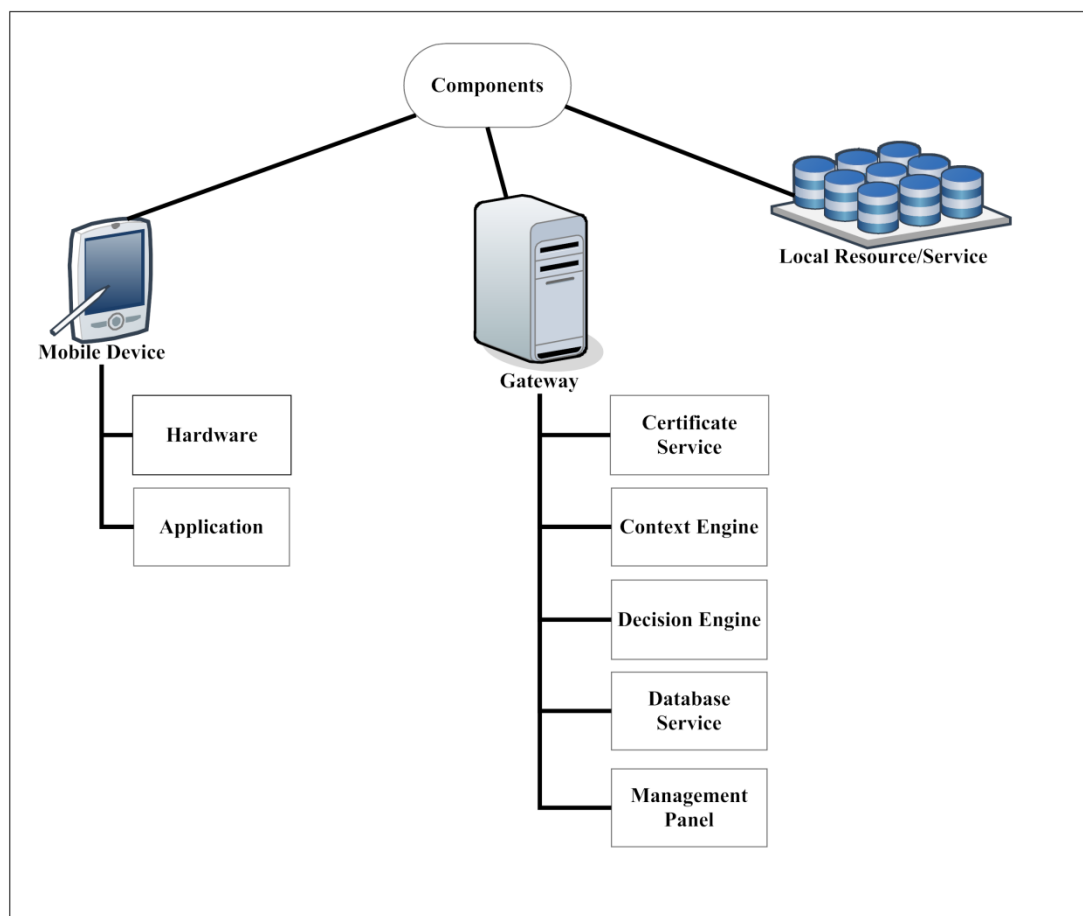 Components
Local Resource/Service
Mobile Device
Gateway
Hardware
Application
Certificate
Service
Context Engine
Decision Engine
Database
Service
Management
Panel